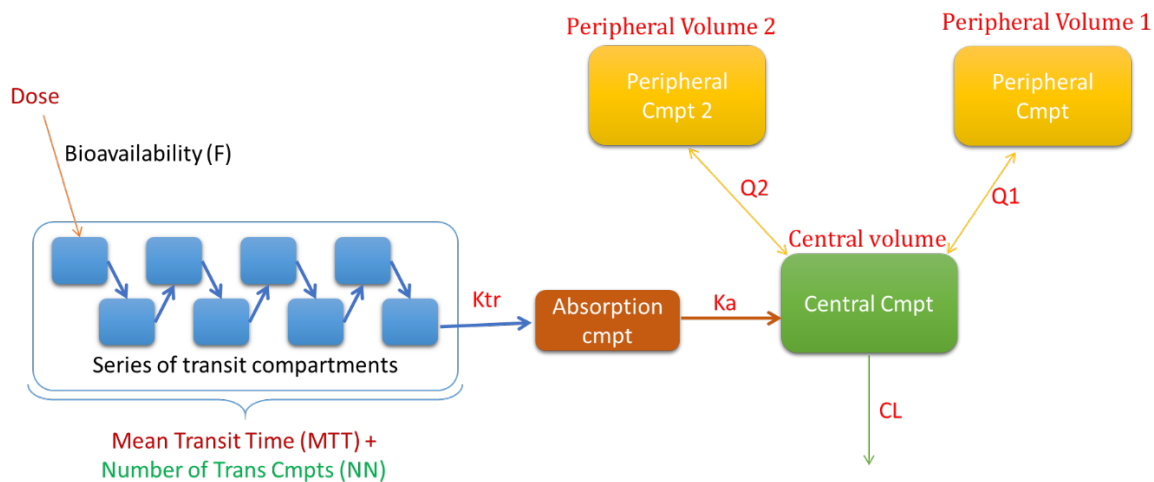 Peripheral Volume 2
Peripheral Volume 1
Peripheral
Cmpt 2
Peripheral
Cmpt
Dose
Bioavailability (F)
Q2
Q1
Central volume
Ktr
Absorption
cmpt
Ka
Central Cmpt
Series of transit compartments
CL
Mean Transit Time (MTT) +
Number of Trans Cmpts (NN)